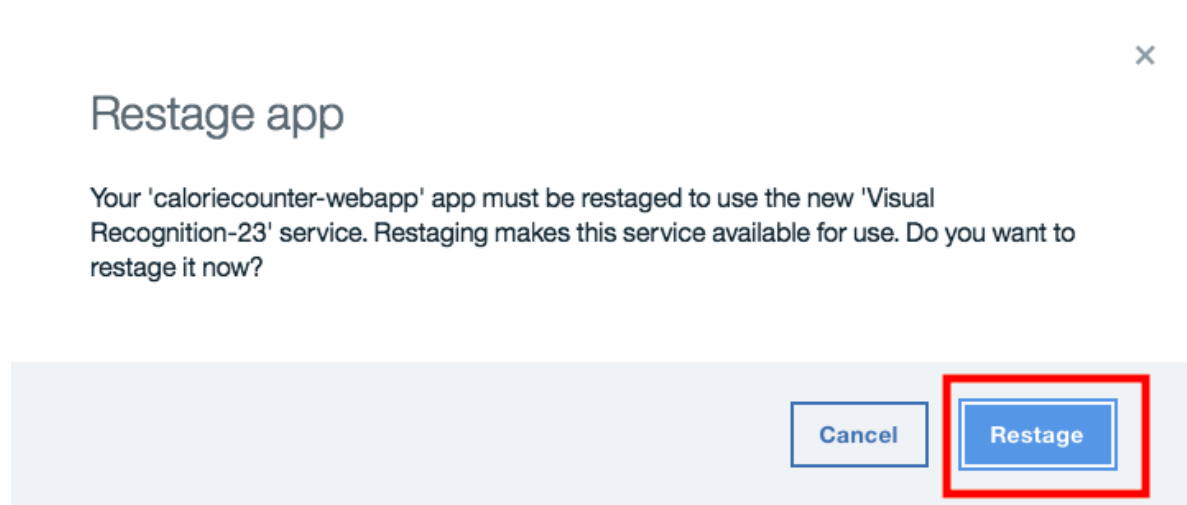 Restage app
Your 'caloriecounter-webapp' app must be restaged to use the new 'Visual
Recognition-23' service. Restaging makes this service available for use. Do you want to
restage it now?
Cancel
Restage